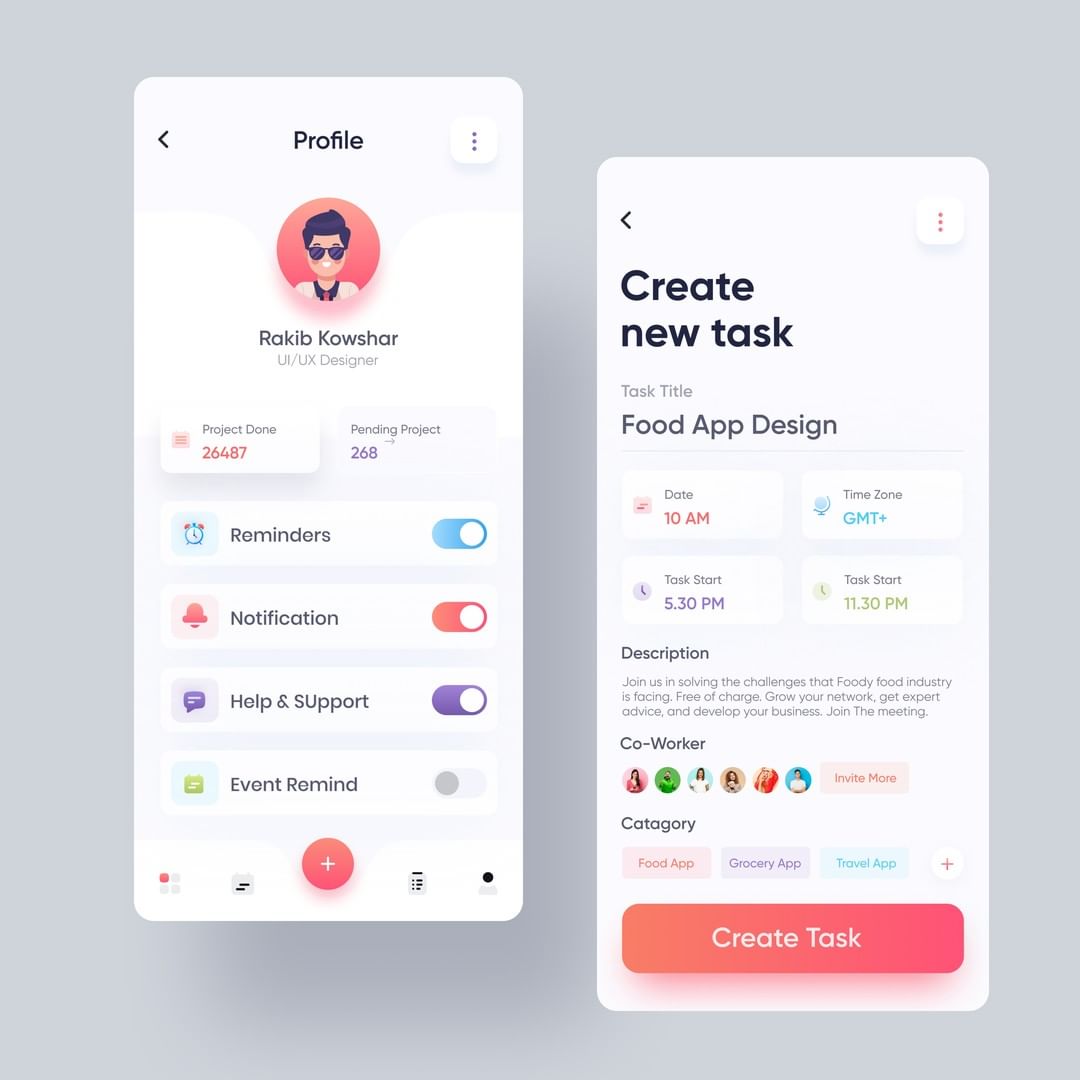 Profile
Rakib Kowshar
UI/UX Designer
Project Done
26487
Pending Project
268
Reminders
Notification
Help & SUpport
Event Remind
Create
new task
Task Title
Food App Design
Date
10 AM
Time Zone
GMT+
Task Start
5.30 PM
Task Start
11.30 PM
Description
Join us in solving the challenges that Foody food industry
is facing. Free of charge. Grow your network, get expert
advice, and develop your business. Join The meeting.
Co-Worker
Invite More
Catagory
Food App
Grocery App
Travel App
Create Task